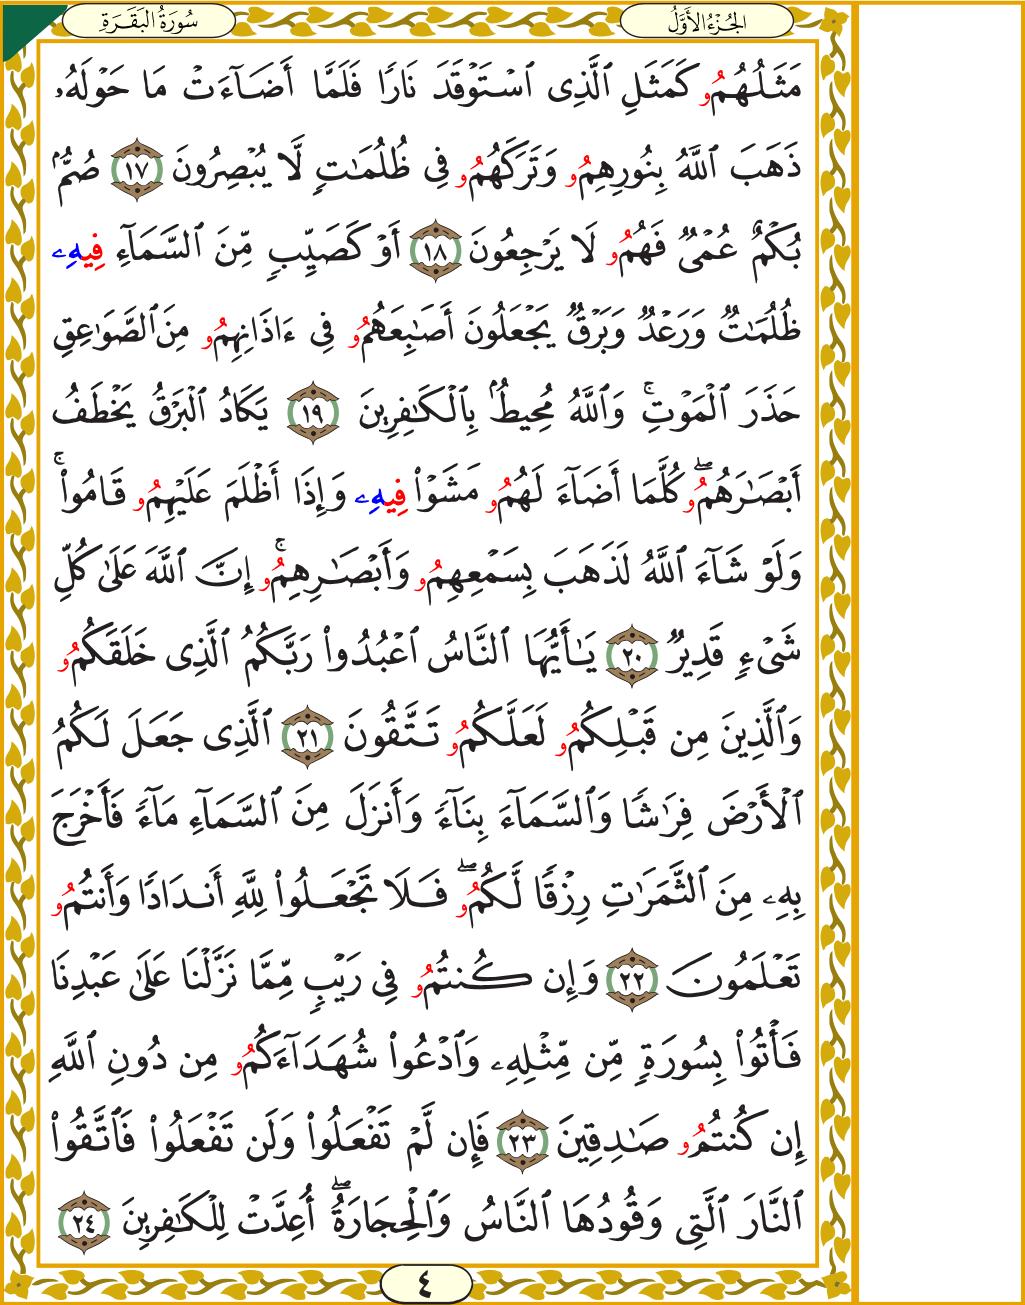 سُورَةُ الْبَقَرَةِ
الجُزْءُ الأَوَّلُ
مَثَلُهُمُۥ كَمَثَلِ ٱلَّذِى ٱسْتَوْقَدَ نَارًا فَلَمَّا أَضَآءَتْ مَا حَوْلَهُۥ
ذَهَبَ ٱللَّهُ بِنُورِهِمُۥ وَتَرَكَهُمُۥ فِى ظُلُمَٰتٍ لَّا يُبْصِرُونَ ١٧ صُمُّۢ
بُكْمٌ عُمْىٌ فَهُمُۥ لَا يَرْجِعُونَ ١٨ أَوْ كَصَيِّبٍ مِّنَ ٱلسَّمَآءِ فِيهِۦ
ظُلُمَٰتٌ وَرَعْدٌ وَبَرْقٌ يَجْعَلُونَ أَصَٰبِعَهُمُۥ فِى ءَاذَانِهِمُۥ مِنَ ٱلصَّوَٰعِقِ
حَذَرَ ٱلْمَوْتِۚ وَٱللَّهُ مُحِيطُۢ بِٱلْكَٰفِرِينَ ١٩ يَكَادُ ٱلْبَرْقُ يَخْطَفُ
أَبْصَٰرَهُمُۥۖ كُلَّمَا أَضَآءَ لَهُمُۥ مَشَوْا۟ فِيهِۦ وَإِذَا أَظْلَمَ عَلَيْهِمُۥ قَامُوا۟ۚ
وَلَوْ شَآءَ ٱللَّهُ لَذَهَبَ بِسَمْعِهِمُۥ وَأَبْصَٰرِهِمُۥۚ إِنَّ ٱللَّهَ عَلَىٰ كُلِّ
شَىْءٍ قَدِيرٌ ٢٠ يَٰأَيُّهَا ٱلنَّاسُ ٱعْبُدُوا۟ رَبَّكُمُ ٱلَّذِى خَلَقَكُمُۥ
وَٱلَّذِينَ مِن قَبْلِكُمُۥ لَعَلَّكُمُۥ تَتَّقُونَ ٢١ ٱلَّذِى جَعَلَ لَكُمُ
ٱلْأَرْضَ فِرَٰشًا وَٱلسَّمَآءَ بِنَآءً وَأَنزَلَ مِنَ ٱلسَّمَآءِ مَآءً فَأَخْرَجَ
بِهِۦ مِنَ ٱلثَّمَرَٰتِ رِزْقًا لَّكُمُۥۖ فَلَا تَجْعَلُوا۟ لِلَّهِ أَندَادًا وَأَنتُمُۥ
تَعْلَمُونَ ٢٢ وَإِن كُنتُمُۥ فِى رَيْبٍ مِّمَّا نَزَّلْنَا عَلَىٰ عَبْدِنَا
فَأْتُوا۟ بِسُورَةٍ مِّن مِّثْلِهِۦ وَٱدْعُوا۟ شُهَدَآءَكُمُۥ مِن دُونِ ٱللَّهِ
إِن كُنتُمُۥ صَٰدِقِينَ ٢٣ فَإِن لَّمْ تَفْعَلُوا۟ وَلَن تَفْعَلُوا۟ فَٱتَّقُوا۟
ٱلنَّارَ ٱلَّتِى وَقُودُهَا ٱلنَّاسُ وَٱلْحِجَارَةُۖ أُعِدَّتْ لِلْكَٰفِرِينَ ٢٤
٤